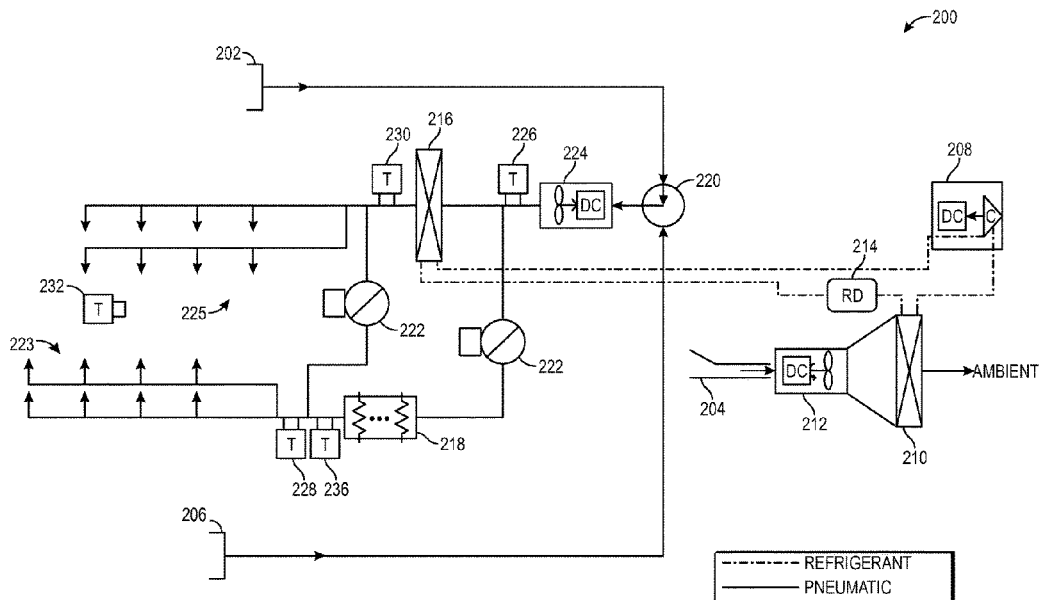 200
202
230
216
226
224
220
208
T
T
DC
DC
C
232
T
225
222
214
RD
223
222
204
DC
AMBIENT
212
210
218
T
T
228
236
206
REFRIGERANT
PNEUMATIC